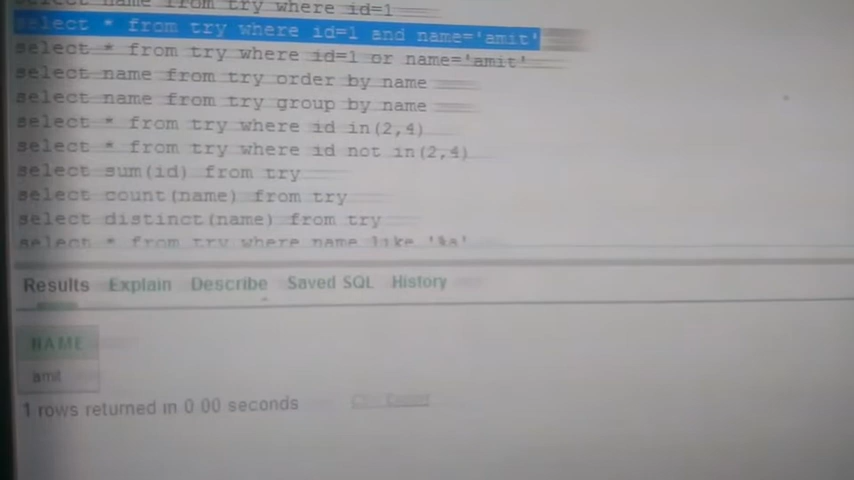 select name from try where id=1
select * from try where id=1 and name='amit'
select * from try where id=1 or name='amit'
select name from try order by name
select name from try group by name
select * from try where id in(2,4)
select * from try where id not in(2,4)
select sum(id) from try
select count(name) from try
select distinct(name) from try
select * from try where name like '%a'
Results Explain Describe Saved SQL History
NAME
amit
1 rows returned in 0.00 seconds